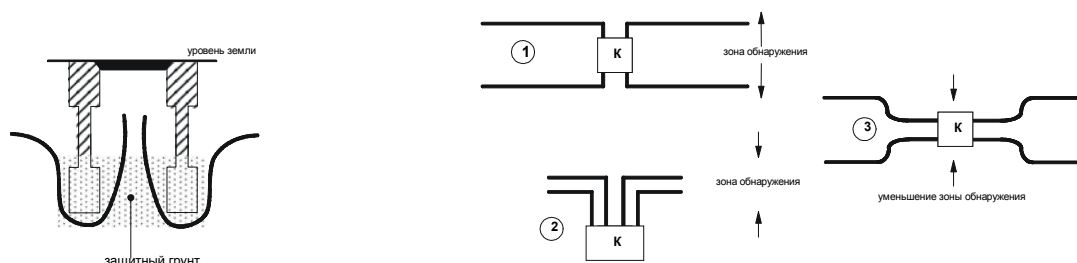 уровень земли
защитный грунт
1
К
зона обнаружения
2
К
зона обнаружения
3
К
уменьшение зоны обнаружения